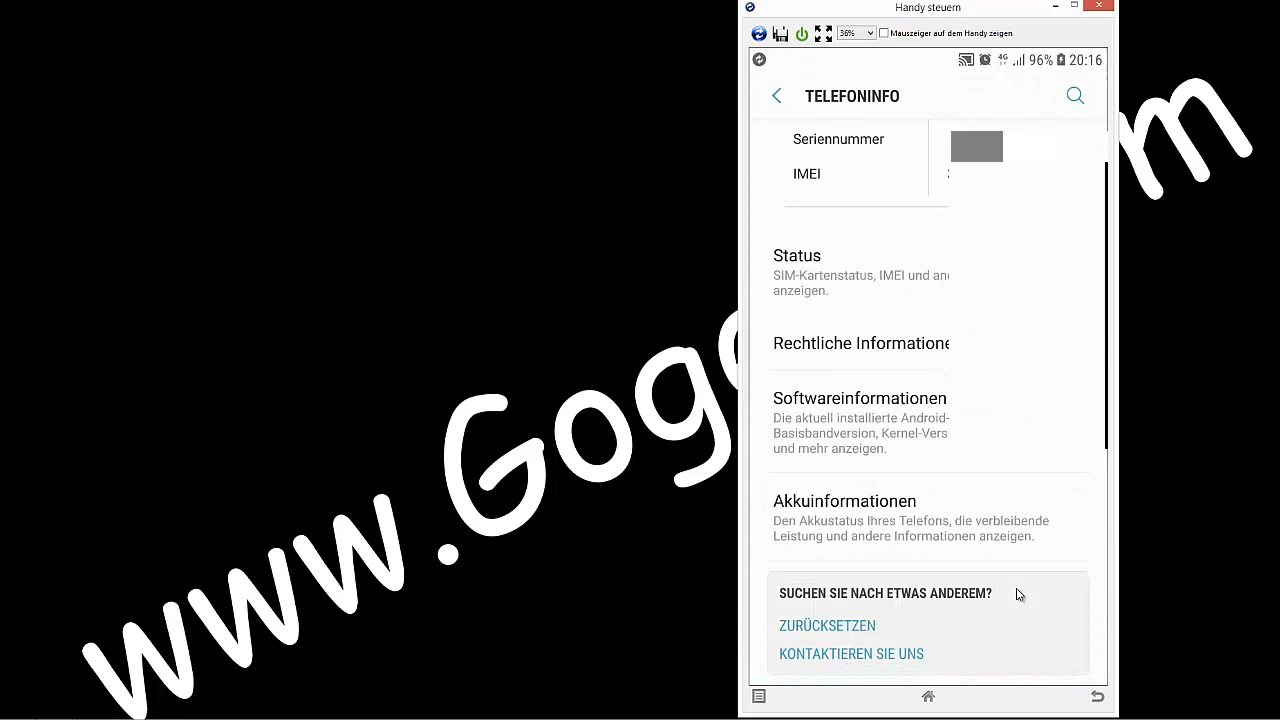 Handy steuern
36%
Mauszeiger auf dem Handy zeigen
4G
96%
20:16
TELEFONINFO
Seriennummer
IMEI
Status
SIM-Kartenstatus, IMEI und
anzeigen.
Rechtliche Informatione
Softwareinformationen
Die aktuell installierte Android-
Basisbandversion, Kernel-Vers
und mehr anzeigen.
Akkuinformationen
Den Akkustatus Ihres Telefons, die verbleibende
Leistung und andere Informationen anzeigen.
SUCHEN SIE NACH ETWAS ANDEREM?
ZURÜCKSETZEN
KONTAKTIEREN SIE UNS
www.Gog
m